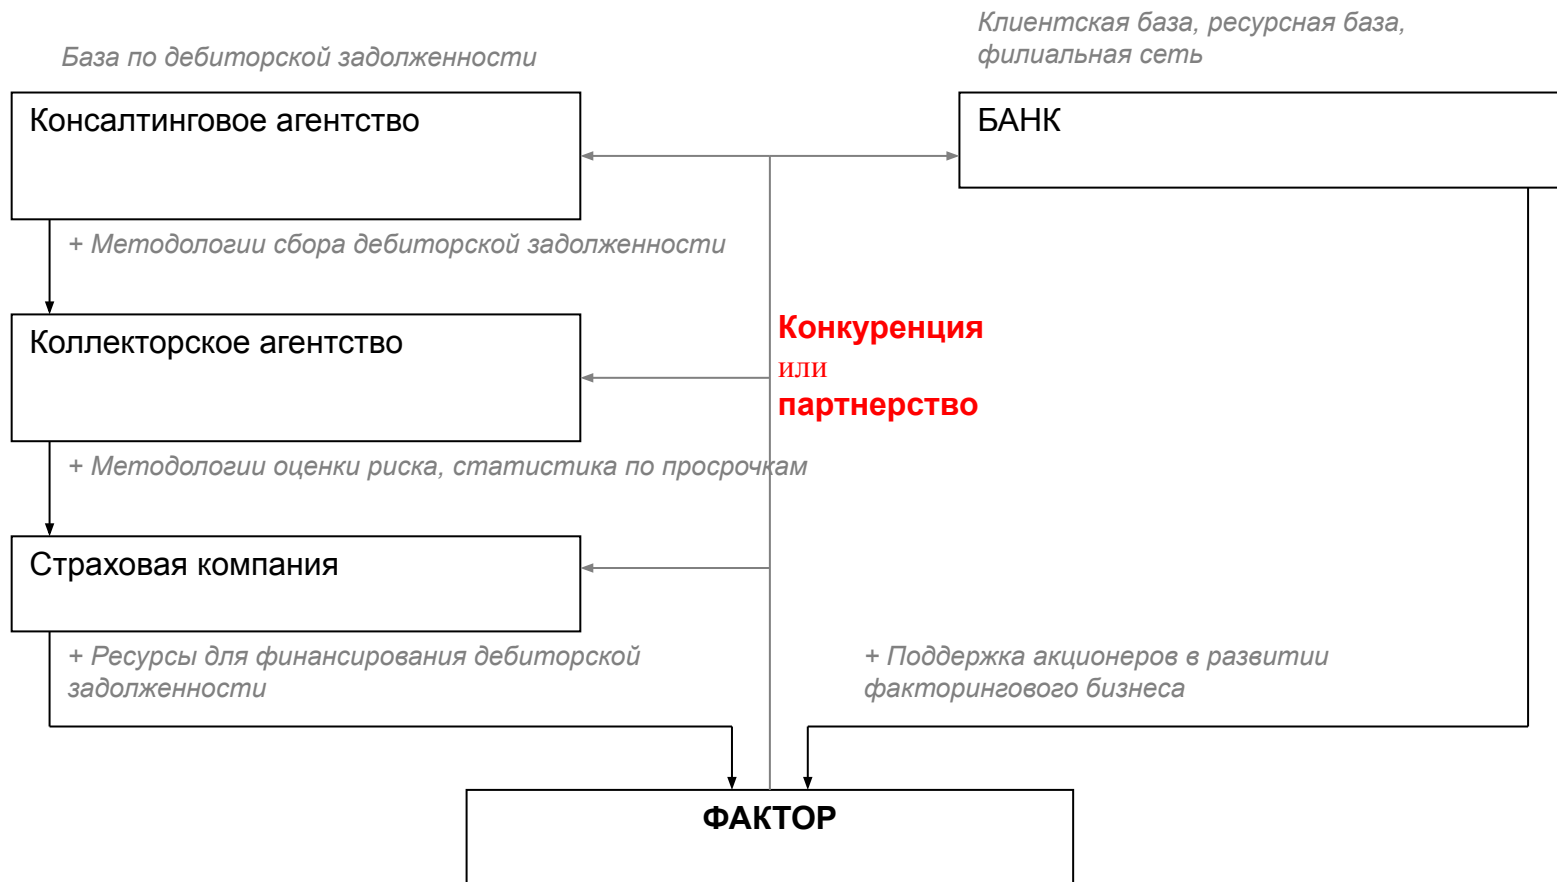 Клиентская база, ресурсная база,
филиальная сеть
База по дебиторской задолженности
Консалтинговое агентство
БАНК
+ Методологии сбора дебиторской задолженности
Конкуренция
или
партнерство
Коллекторское агентство
+ Методологии оценки риска, статистика по просрочкам
Страховая компания
+ Ресурсы для финансирования дебиторской
задолженности
+ Поддержка акционеров в развитии
факторингового бизнеса
ФАКТОР